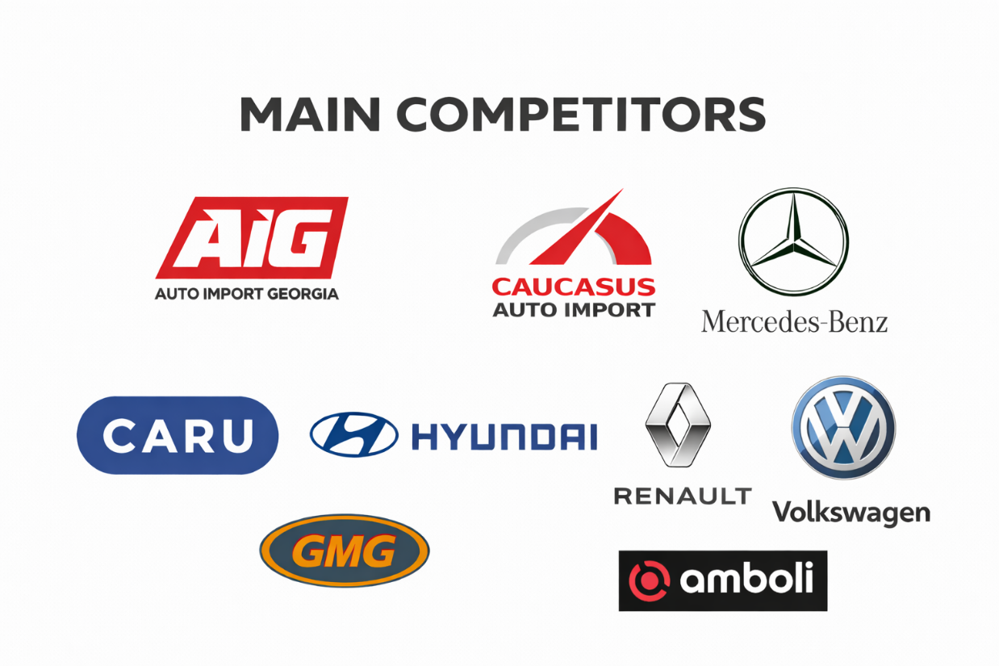 MAIN COMPETITORS
AiG
AUTO IMPORT GEORGIA
CAUCASUS
AUTO IMPORT
Mercedes-Benz
CARU
HYUNDAI
RENAULT
Volkswagen
GMG
amboli